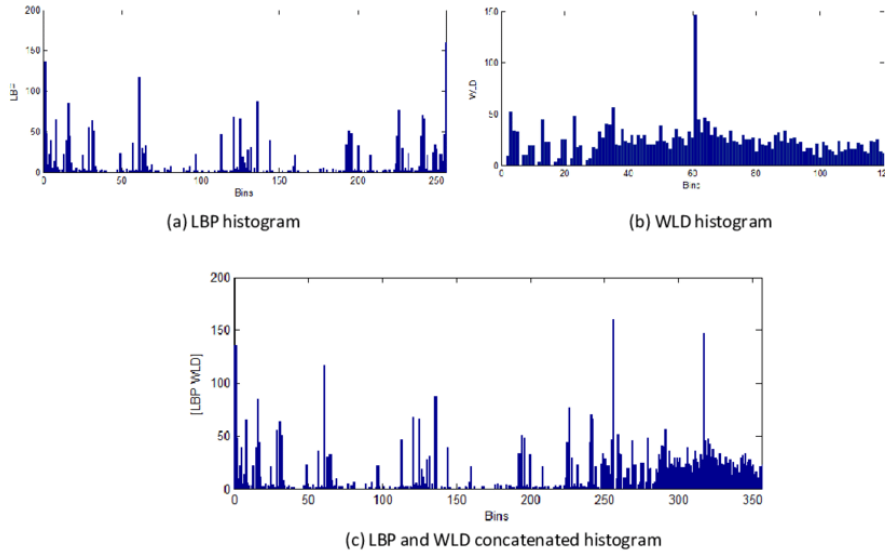 200
150
100
50
0
LBP
0 50 100 150 200 250
Bins
(a) LBP histogram
150
100
50
0
WLD
0 20 40 60 80 100 120
Bins
(b) WLD histogram
200
150
100
50
0
[LBP WLD]
0 50 100 150 200 250 300 350
Bins
(c) LBP and WLD concatenated histogram